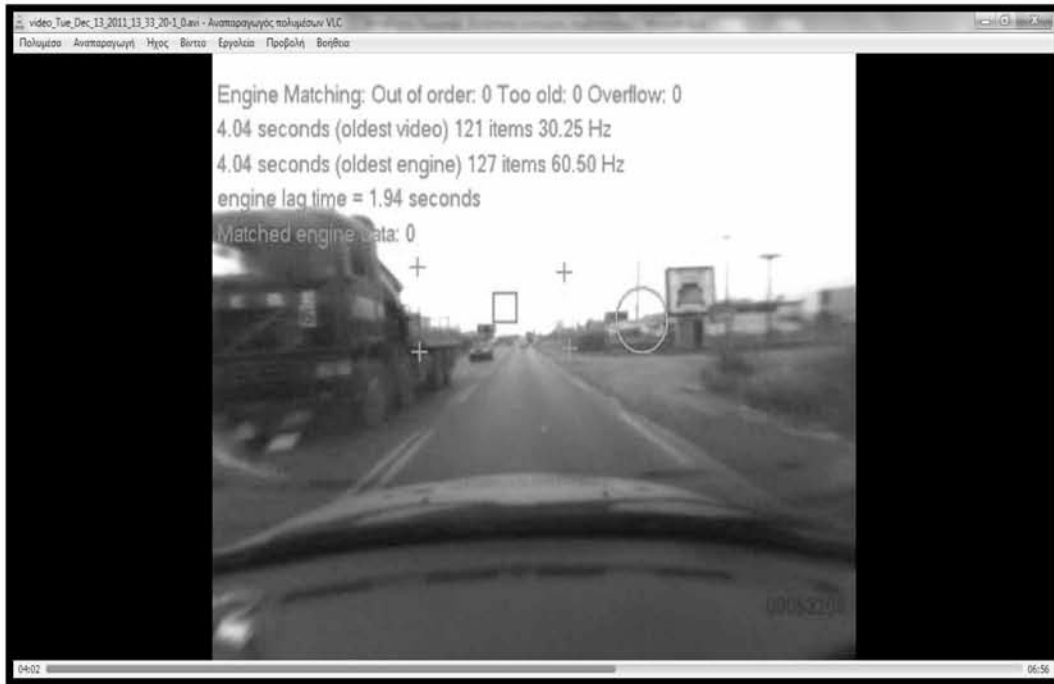 video_Tue_Dec_13_2011_13_33_20-1_0.avi - Αναπαραγωγός πολυμέσων VLC
Πολυμέσα Αναπαραγωγή Ήχος Βίντεο Εργαλεία Προβολή Βοήθεια
Engine Matching: Out of order: 0 Too old: 0 Overflow: 0
4.04 seconds (oldest video) 121 items 30.25 Hz
4.04 seconds (oldest engine) 127 items 60.50 Hz
engine lag time = 1.94 seconds
Matched engine data: 0
04:02
06:56